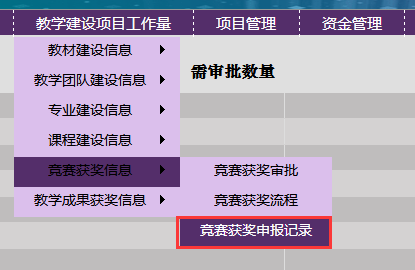 教学建设项目工作量 项目管理 资金管理
教材建设信息
教学团队建设信息
需审批数量
专业建设信息
课程建设信息
竞赛获奖信息
竞赛获奖审批
教学成果获奖信息
竞赛获奖流程
竞赛获奖申报记录